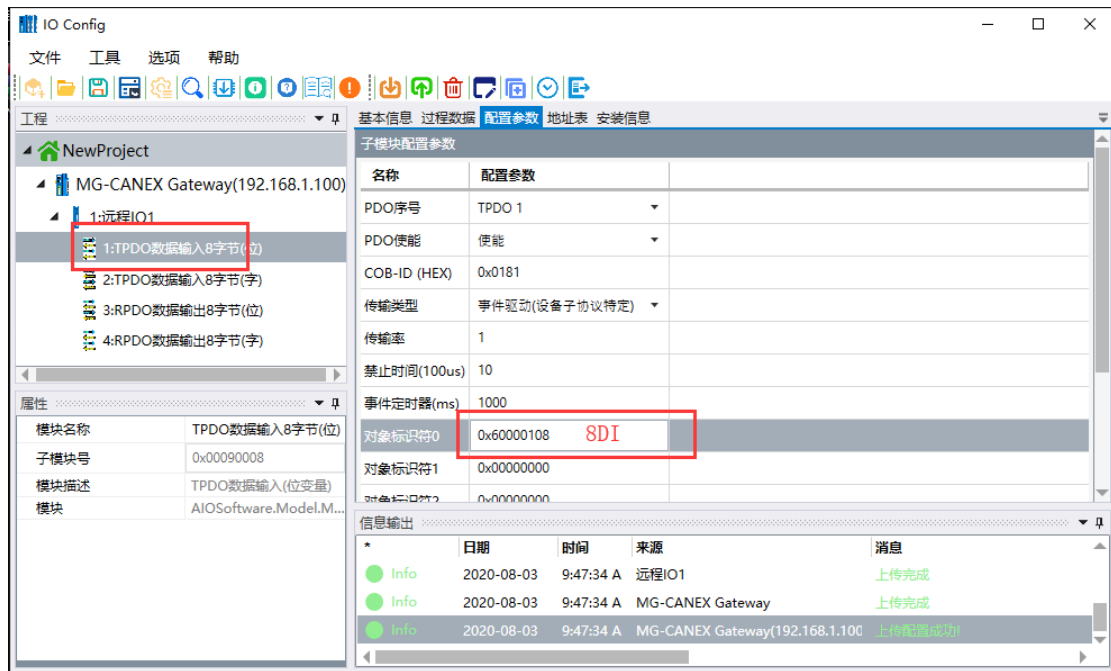 IO Config
文件 工具 选项 帮助
工程
NewProject
MG-CANEX Gateway(192.168.1.100)
1:远程IO1
1:TPDO数据输入8字节(位)
2:TPDO数据输入8字节(字)
3:RPDO数据输出8字节(位)
4:RPDO数据输出8字节(字)
属性
模块名称 TPDO数据输入8字节(位)
子模块号 0x00090008
模块描述 TPDO数据输入(位变量)
模块 AIOSoftware.Model.M...
基本信息 过程数据 配置参数 地址表 安装信息
子模块配置参数
名称 配置参数
PDO序号 TPDO 1
PDO使能 使能
COB-ID (HEX) 0x0181
传输类型 事件驱动(设备子协议特定)
传输率 1
禁止时间(100us) 10
事件定时器(ms) 1000
对象标识符0 0x60000108 8DI
对象标识符1 0x00000000
对象标识符2 0x00000000
信息输出
* 日期 时间 来源 消息
Info 2020-08-03 9:47:34 A 远程IO1 上传完成
Info 2020-08-03 9:47:34 A MG-CANEX Gateway 上传完成
Info 2020-08-03 9:47:34 A MG-CANEX Gateway(192.168.1.100 上传配置成功!